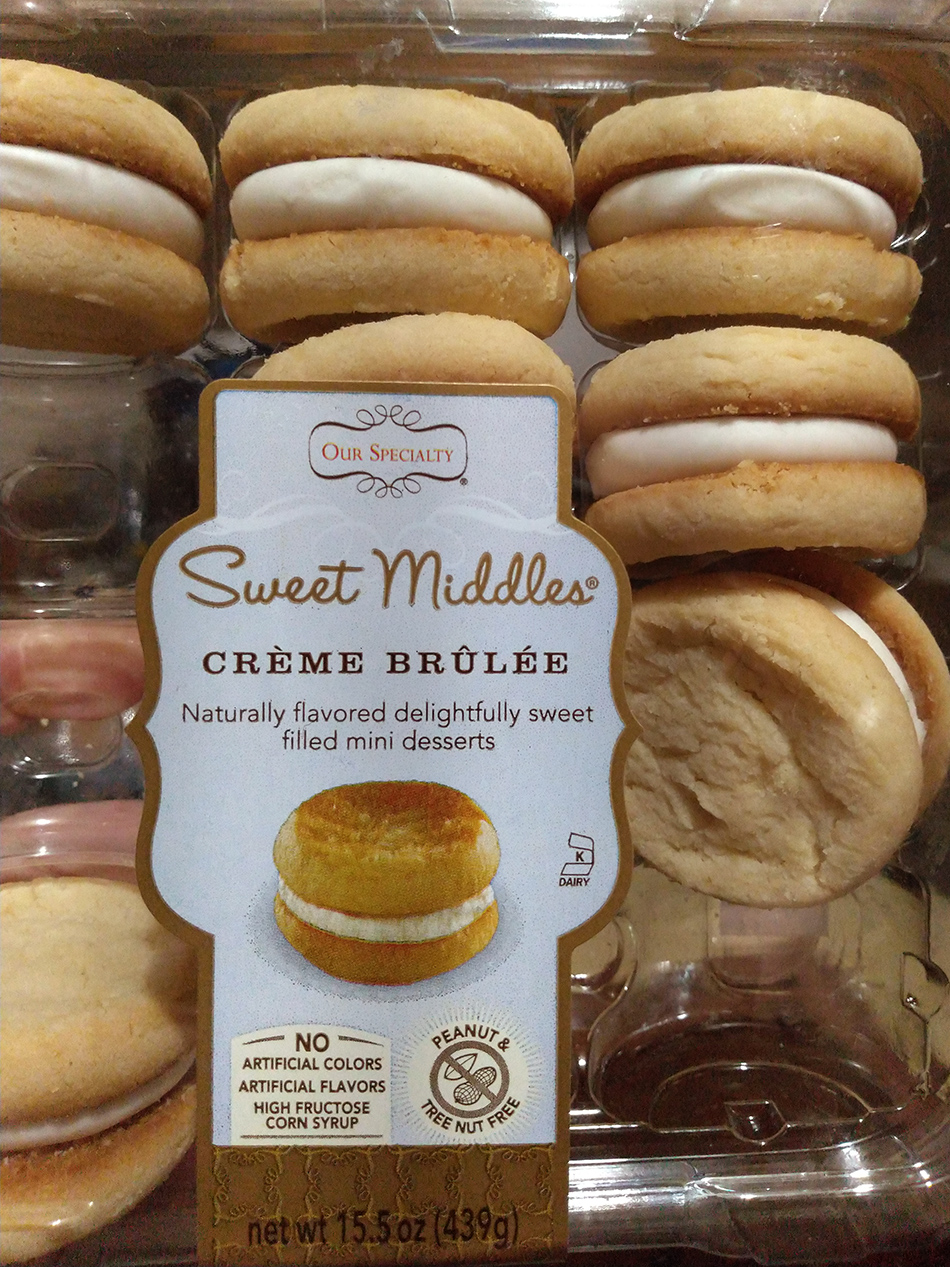 OUR SPECIALTY®
Sweet Middles®
CRÈME BRÛLÉE
Naturally flavored delightfully sweet
filled mini desserts
K
DAIRY
NO
ARTIFICIAL COLORS
ARTIFICIAL FLAVORS
HIGH FRUCTOSE
CORN SYRUP
PEANUT &
TREE NUT FREE
net wt 15.5 oz (439g)